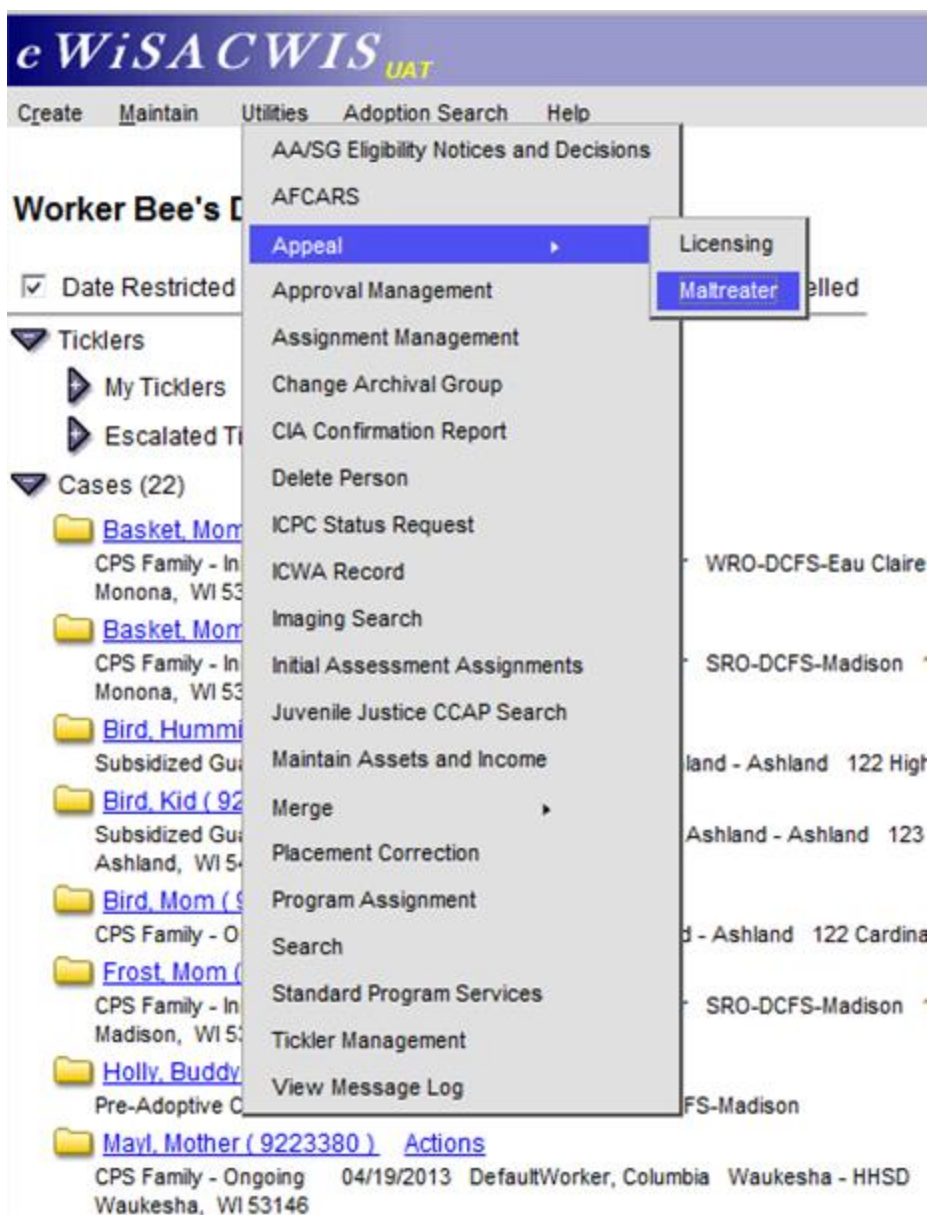 e WiSACWIS UAT
Create Maintain Utilities Adoption Search Help
AA/SG Eligibility Notices and Decisions
Worker Bee's
AFCARS
Appeal
Licensing
Date Restricted
Approval Management
Maltreater
elled
Ticklers
Assignment Management
My Ticklers
Change Archival Group
Escalated
CIA Confirmation Report
Cases (22)
Delete Person
Basket, Mom
ICPC Status Request
CPS Family - In
WRO-DCFS-Eau Claire
Monona, WI 53
ICWA Record
Basket, Mom
Imaging Search
CPS Family - In
Initial Assessment Assignments
SRO-DCFS-Madison
Monona, WI 53
Juvenile Justice CCAP Search
Bird, Hummi
Subsidized Gua
Maintain Assets and Income
land - Ashland 122 High
Bird, Kid ( 92
Merge
Subsidized Gua
Ashland - Ashland 123
Ashland, WI 5
Placement Correction
Bird, Mom ( 9
Program Assignment
CPS Family - O
d - Ashland 122 Cardina
Search
Frost, Mom (
CPS Family - In
Standard Program Services
SRO-DCFS-Madison
Madison, WI 53
Tickler Management
Holly, Buddy
View Message Log
Pre-Adoptive C
FS-Madison
Mayl, Mother ( 9223380 ) Actions
CPS Family - Ongoing 04/19/2013 DefaultWorker, Columbia Waukesha - HHSD
Waukesha, WI 53146